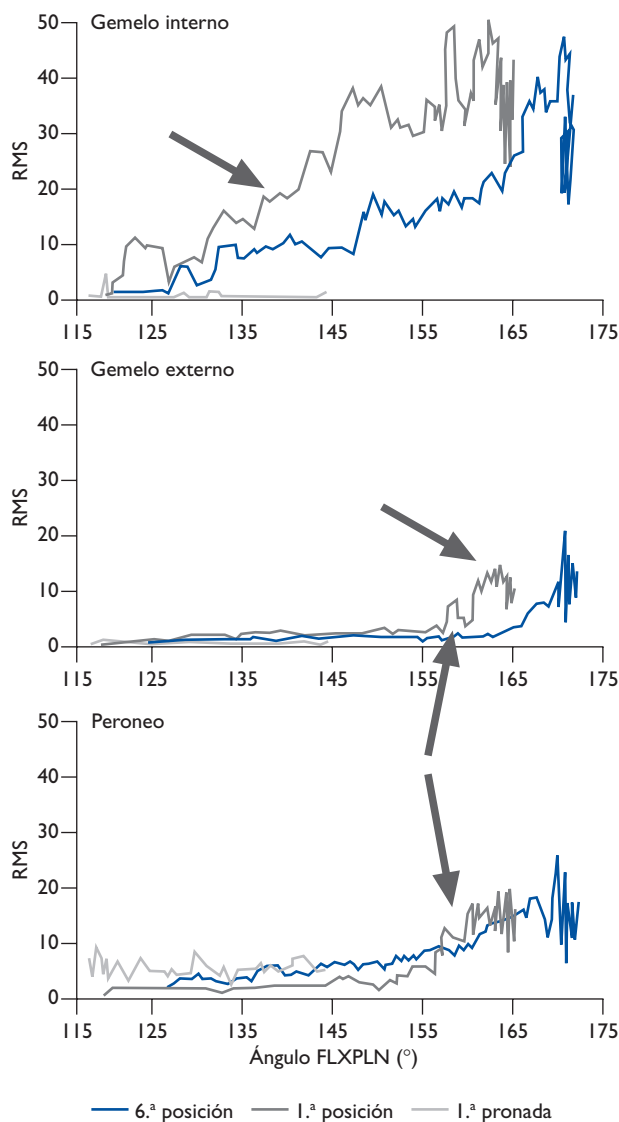 Gemelo interno
50
40
30
20
10
0
RMS
115 125 135 145 155 165 175
Gemelo externo
50
40
30
20
10
0
RMS
115 125 135 145 155 165 175
Peroneo
50
40
30
20
10
0
RMS
115 125 135 145 155 165 175
Ángulo FLXPLN (°)
6.ª posición 1.ª posición 1.ª pronada